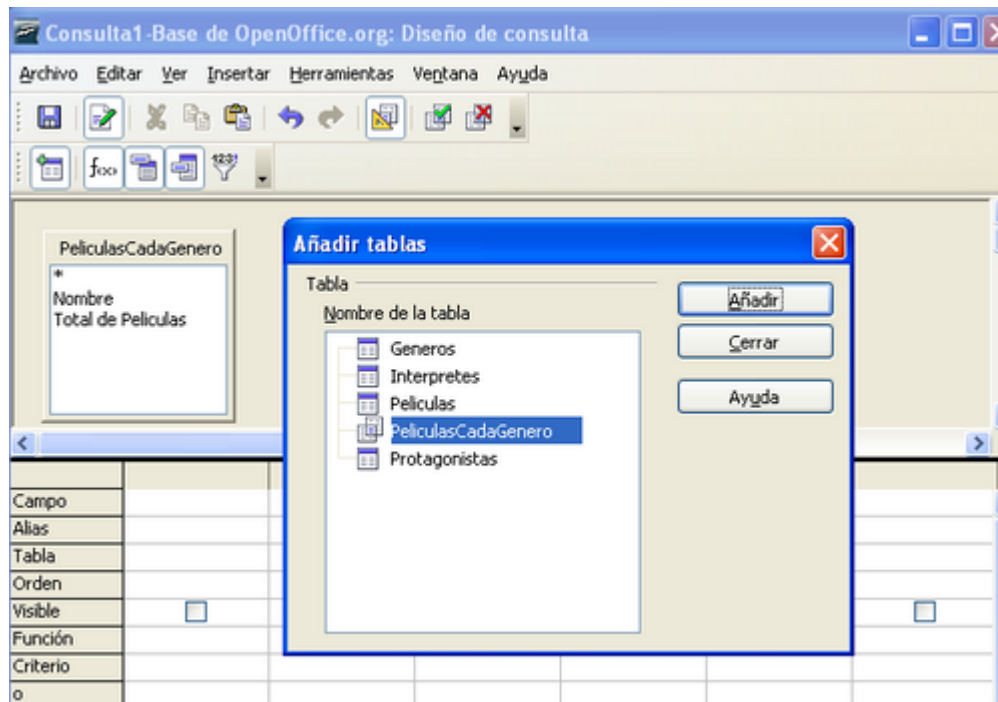 Consulta1-Base de OpenOffice.org: Diseño de consulta
Archivo Editar Ver Insertar Herramientas Ventana Ayuda
f(x)
123!
PeliculasCadaGenero
*
Nombre
Total de Peliculas
Añadir tablas
Tabla
Nombre de la tabla
Generos
Interpretes
Peliculas
PeliculasCadaGenero
Protagonistas
Añadir
Cerrar
Ayuda
Campo
Alias
Tabla
Orden
Visible
Función
Criterio
o